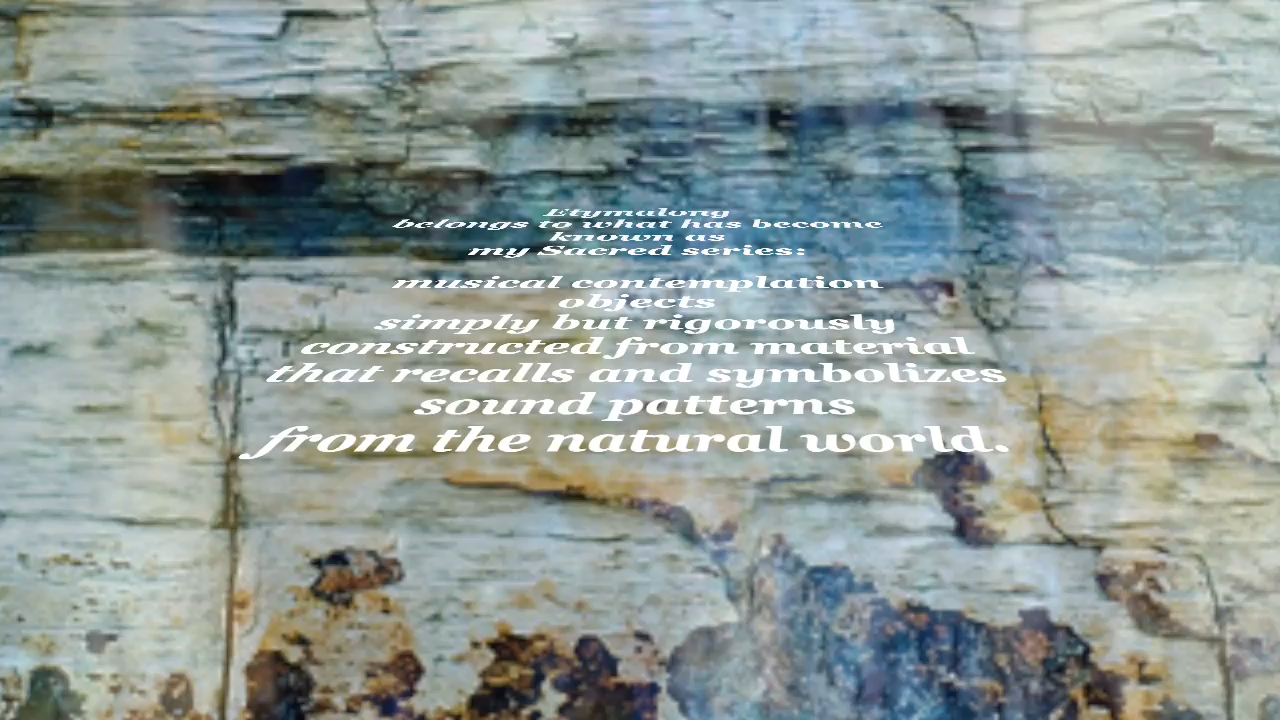 Etymalong
belongs to what has become
known as
my Sacred series:
musical contemplation
objects
simply but rigorously
constructed from material
that recalls and symbolizes
sound patterns
from the natural world.